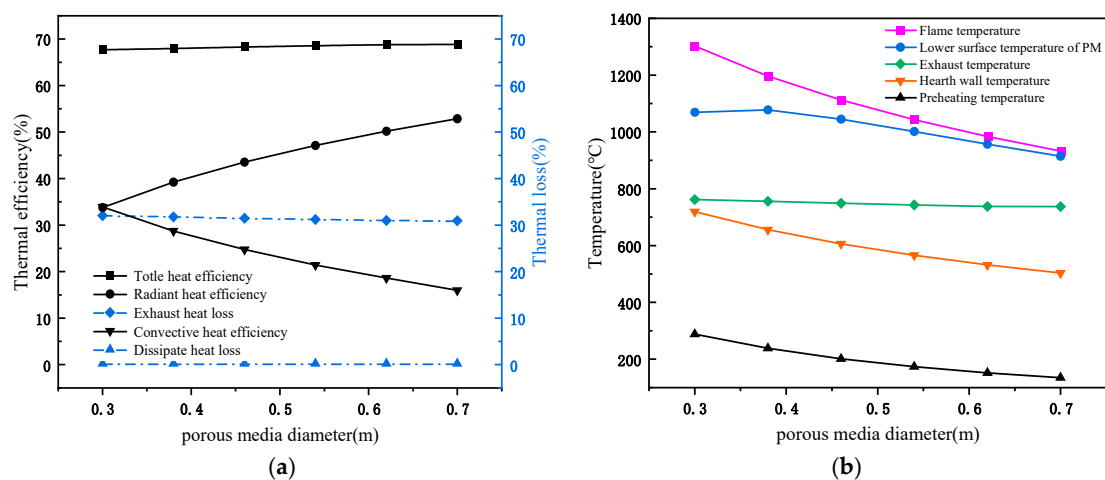 Thermal efficiency(%)
70
60
50
40
30
20
10
0
Totle heat efficiency
Radiant heat efficiency
Exhaust heat loss
Convective heat efficiency
Dissipate heat loss
70
60
50
40
30
20
10
0
Thermal loss(%)
0.3 0.4 0.5 0.6 0.7
porous media diameter(m)
(a)
Temperature(℃)
1400
1200
1000
800
600
400
200
Flame temperature
Lower surface temperature of PM
Exhaust temperature
Hearth wall temperature
Preheating temperature
0.3 0.4 0.5 0.6 0.7
porous media diameter(m)
(b)